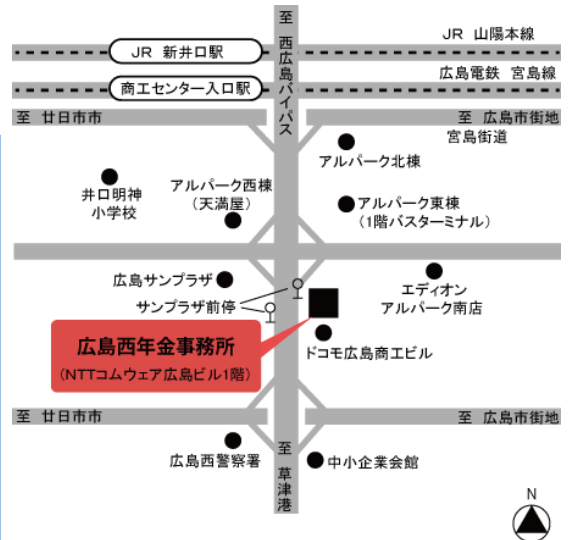 至 西広島バイパス
JR 山陽本線
JR 新井口駅
広島電鉄 宮島線
商工センター入口駅
至 廿日市市
至 広島市街地
宮島街道
アルパーク北棟
井口明神
小学校
アルパーク西棟
（天満屋）
アルパーク東棟
（1階バスターミナル）
広島サンプラザ
エディオン
アルパーク南店
サンプラザ前停
広島西年金事務所
（NTTコムウェア広島ビル1階）
ドコモ広島商工ビル
至 廿日市市
至 広島市街地
広島西警察署
至 草津港
中小企業会館
N